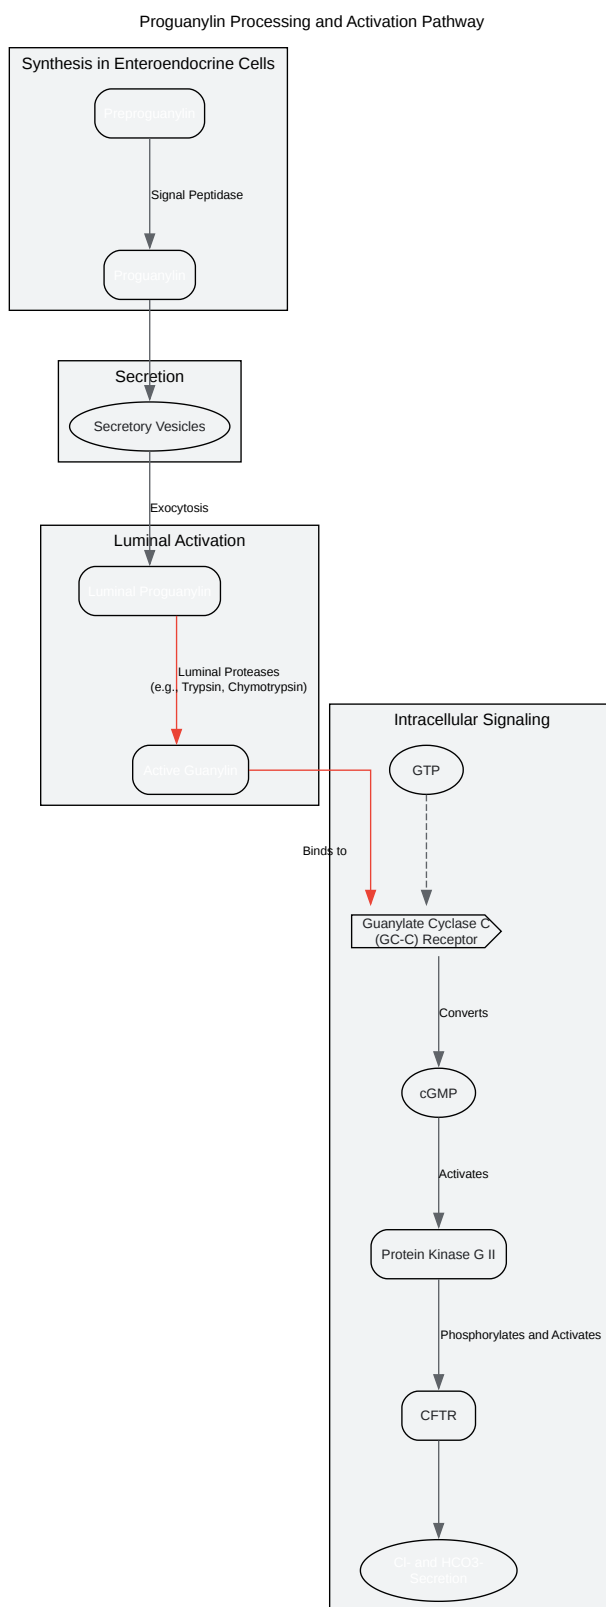 Proguanylin Processing and Activation Pathway
Synthesis in Enteroendocrine Cells
Preproguanylin
Signal Peptidase
Proguanylin
Secretion
Secretory Vesicles
Exocytosis
Luminal Activation
Luminal Proguanylin
Luminal Proteases
(e.g., Trypsin, Chymotrypsin)
Active Guanylin
Binds to
Intracellular Signaling
GTP
Guanylate Cyclase C
(GC-C) Receptor
Converts
cGMP
Activates
Protein Kinase G II
Phosphorylates and Activates
CFTR
Cl- and HCO3-
Secretion